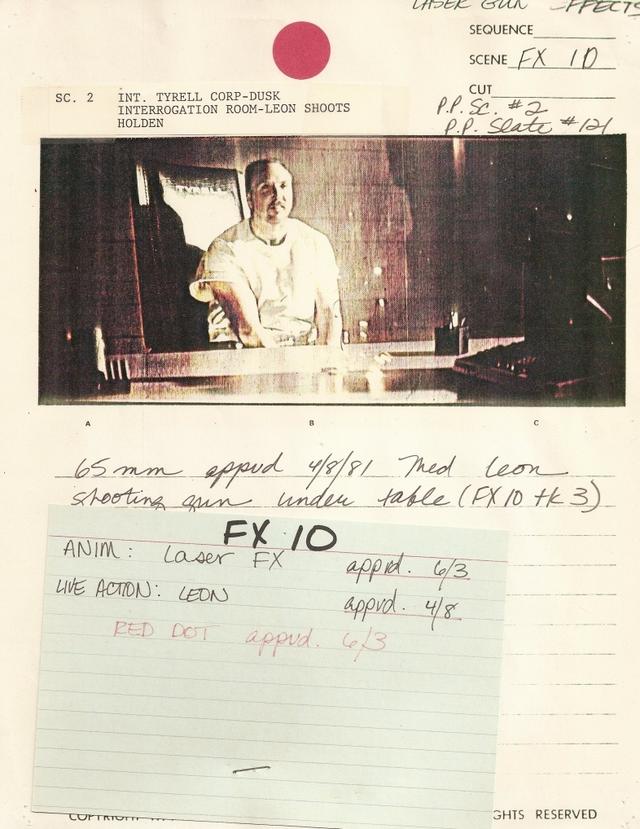 LASER GUN EFFECTS
SEQUENCE
SCENE FX 10
CUT
P.P. Sc. #2
P.P. Slate #121
SC. 2 INT. TYRELL CORP-DUSK
INTERROGATION ROOM-LEON SHOOTS
HOLDEN
A B C
65mm appvd 4/8/81 Med Leon
shooting gun under table (FX 10 tk 3)
FX 10
ANIM: Laser FX appvd. 6/3
LIVE ACTION: LEON appvd. 4/8
RED DOT appvd. 6/3
COPYRIGHT GHTS RESERVED